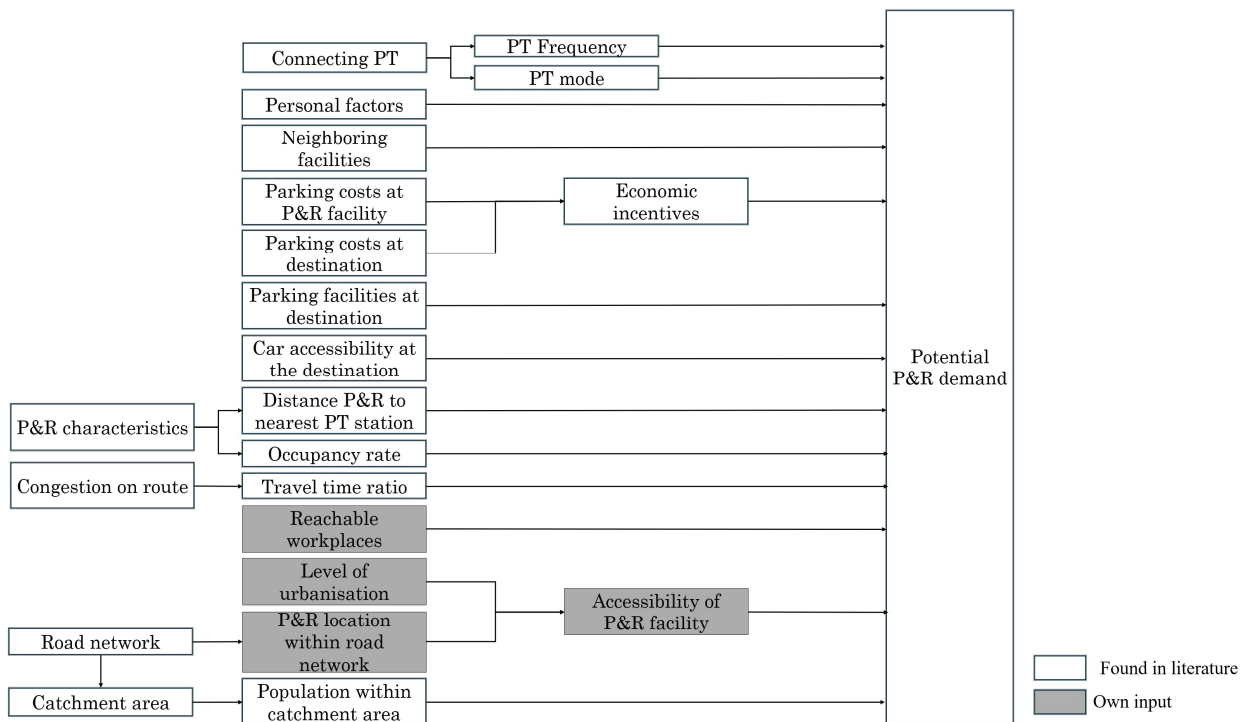 Connecting PT
PT Frequency
PT mode
Personal factors
Neighboring
facilities
Parking costs at
P&R facility
Economic
incentives
Parking costs at
destination
Parking facilities at
destination
Car accessibility at
the destination
Potential
P&R demand
P&R characteristics
Distance P&R to
nearest PT station
Occupancy rate
Congestion on route
Travel time ratio
Reachable
workplaces
Level of
urbanisation
Accessibility of
P&R facility
Road network
P&R location
within road
network
Catchment area
Population within
catchment area
Found in literature
Own input